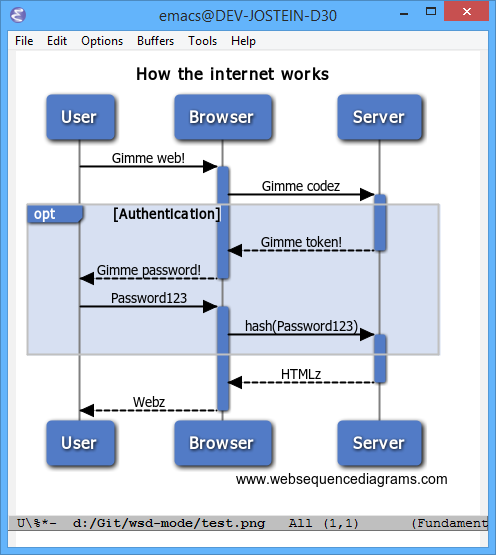 emacs@DEV-JOSTEIN-D30
File Edit Options Buffers Tools Help
How the internet works
User Browser Server
Gimme web!
Gimme codez
opt [Authentication]
Gimme token!
Gimme password!
Password123
hash(Password123)
HTMLz
Webz
User Browser Server
www.websequencediagrams.com
U\%*- d:/Git/wsd-mode/test.png All (1,1) (Fundament